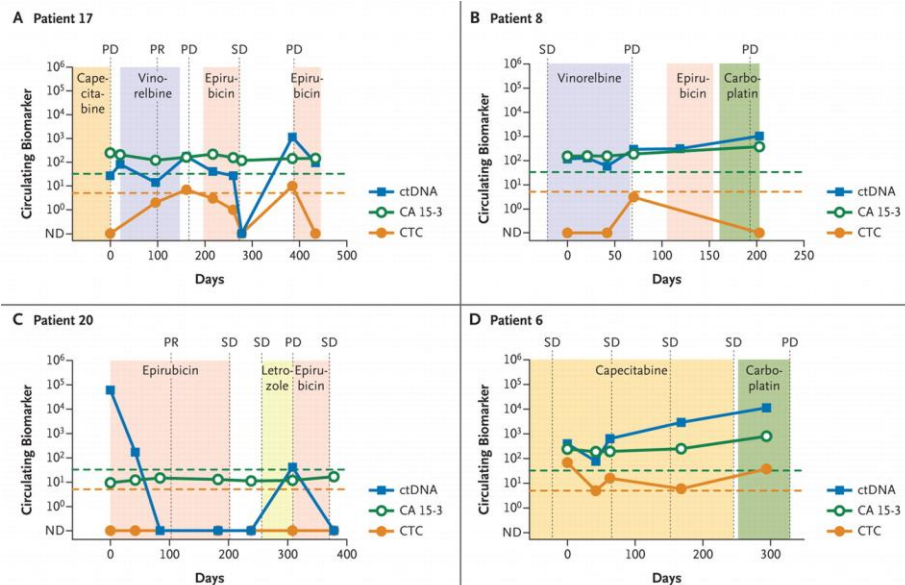 A Patient 17
PD PR PD SD PD
Circulating Biomarker
10⁶
10⁵
10⁴
10³
10²
10¹
10⁰
ND
Cape-
cita-
bine
Vino-
relbine
Epiru-
bicin
Epiru-
bicin
ctDNA
CA 15-3
CTC
0 100 200 300 400 500
Days
B Patient 8
SD PD PD
Circulating Biomarker
10⁶
10⁵
10⁴
10³
10²
10¹
10⁰
ND
Vinorelbine
Epiru-
bicin
Carbo-
platin
ctDNA
CA 15-3
CTC
0 50 100 150 200 250
Days
C Patient 20
PR SD SD PD SD
Circulating Biomarker
10⁶
10⁵
10⁴
10³
10²
10¹
10⁰
ND
Epirubicin
Letro-
zole
Epiru-
bicin
ctDNA
CA 15-3
CTC
0 100 200 300 400
Days
D Patient 6
SD SD SD SD PD
Circulating Biomarker
10⁶
10⁵
10⁴
10³
10²
10¹
10⁰
ND
Capecitabine
Carbo-
platin
ctDNA
CA 15-3
CTC
0 100 200 300
Days